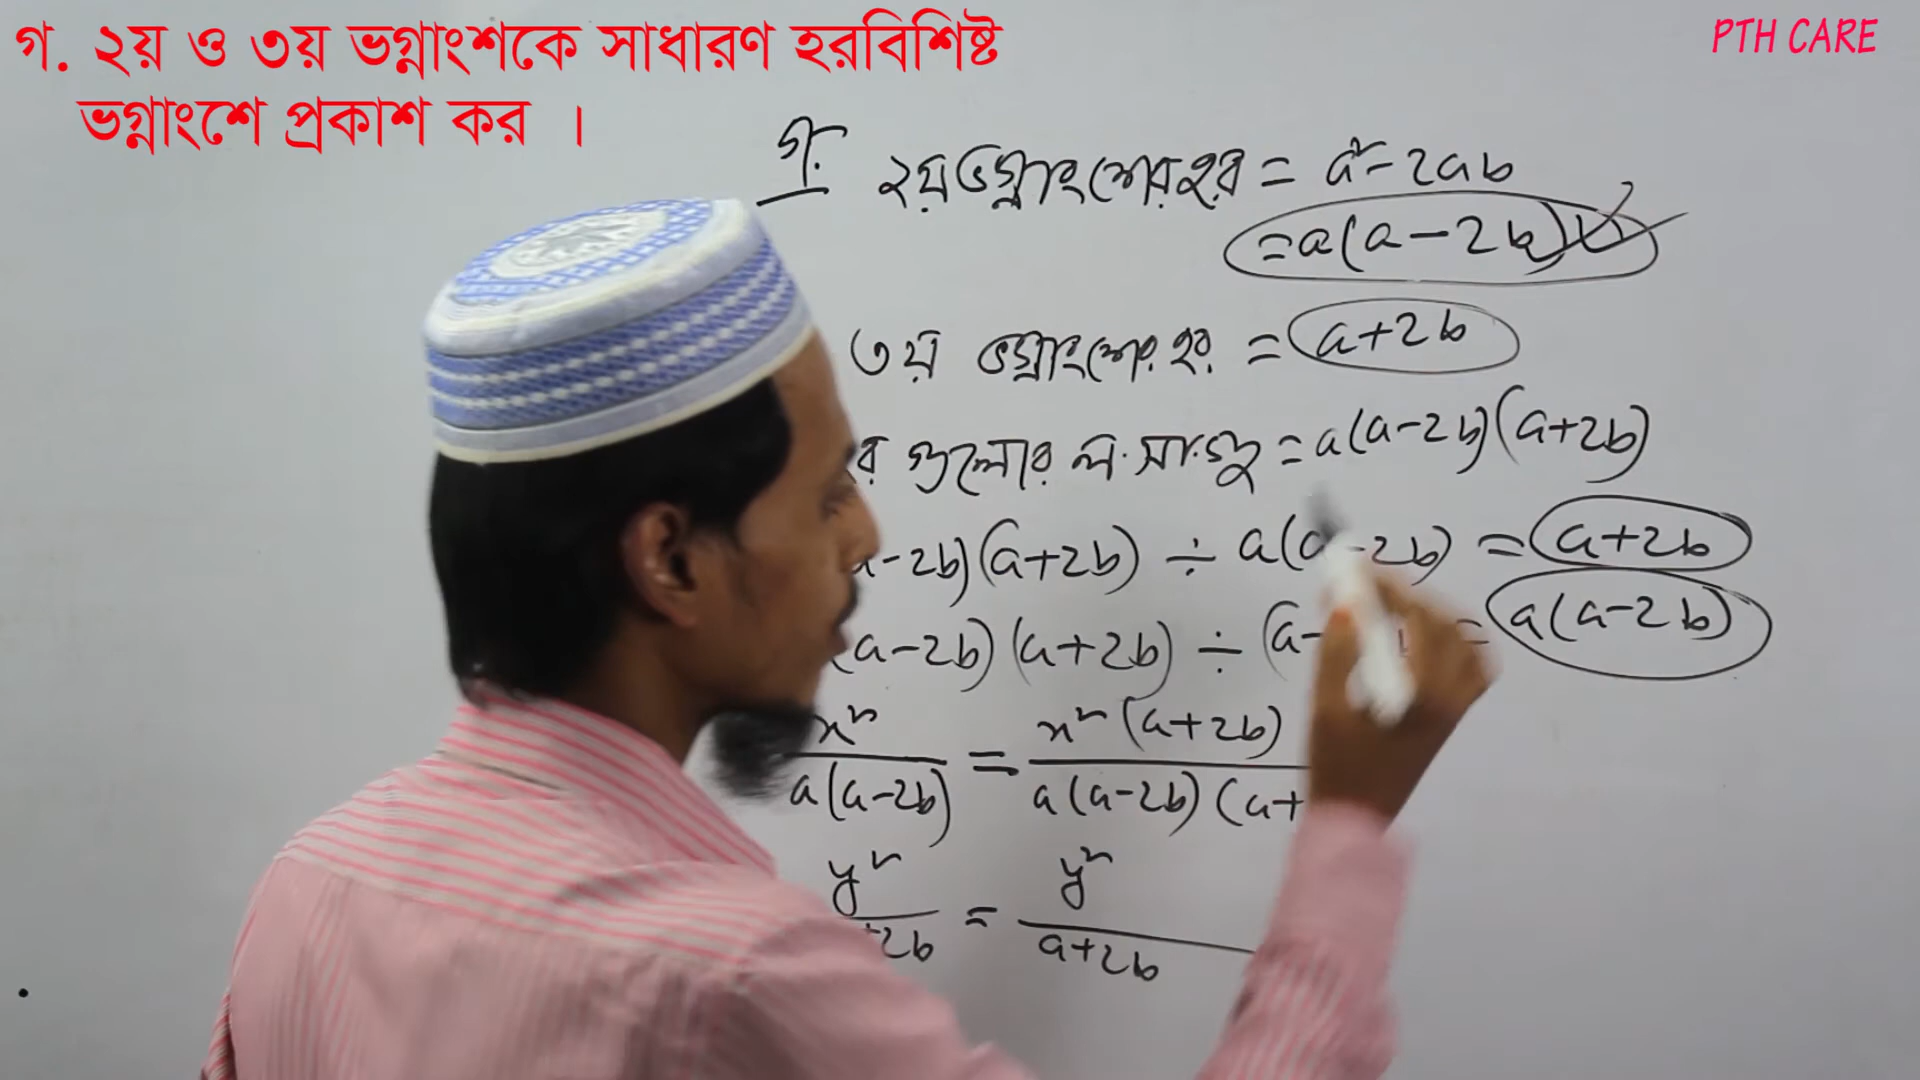 গ. ২য় ও ৩য় ভগ্নাংশকে সাধারণ হরবিশিষ্ট
ভগ্নাংশে প্রকাশ কর ।
PTH CARE
গ. ২য় ভগ্নাংশের হর = a² - 2ab
= a(a - 2b)
৩য় ভগ্নাংশের হর = a+2b
গুলোর ল.সা.গু = a(a-2b)(a+2b)
a-2b)(a+2b) ÷ a(a-2b) = a+2b
(a-2b)(a+2b) ÷ (a = a(a-2b)
x²/a(a-2b) = x²(a+2b)/a(a-2b)(a+
y²/+2b = y²/a+2b